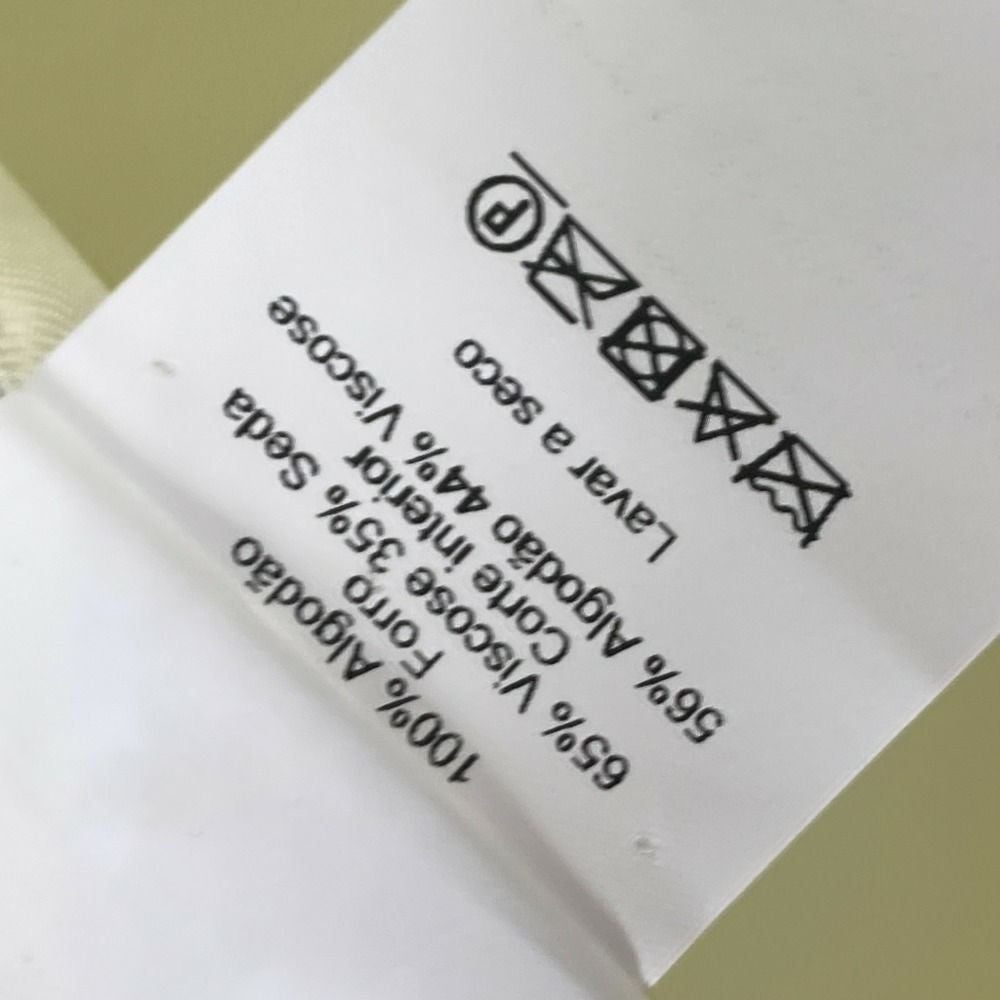 100% Algodão
Forro
65% Viscose 35% Seda
Corte interior
56% Algodão 44% Viscose
Lavar a seco
P